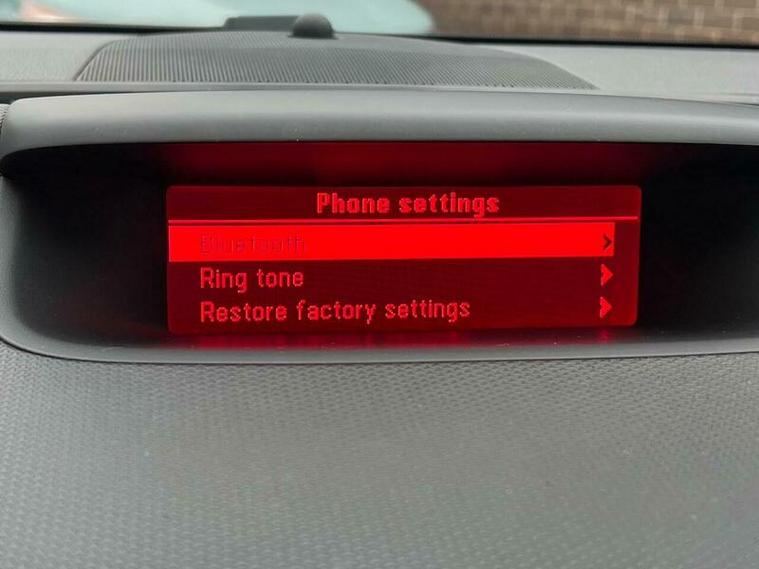 Phone settings
Bluetooth
Ring tone
Restore factory settings